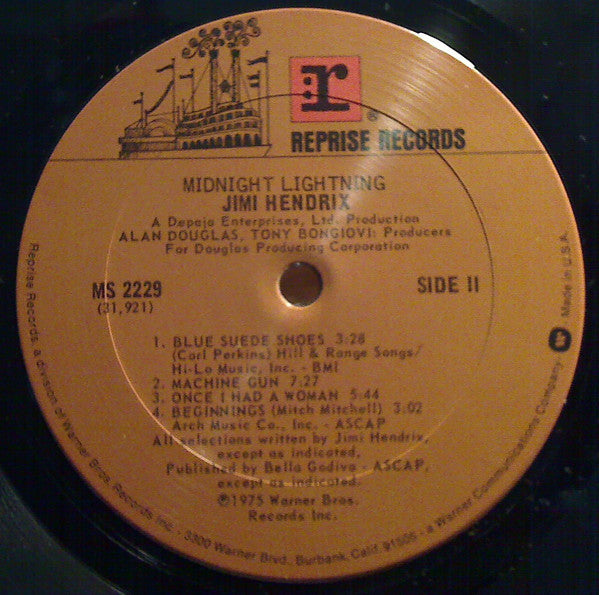 r
®
REPRISE RECORDS
MIDNIGHT LIGHTNING
JIMI HENDRIX
A Depaja Enterprises, Ltd. Production
ALAN DOUGLAS, TONY BONGIOVI: Producers
For Douglas Producing Corporation
MS 2229
(31,921)
SIDE II
1. BLUE SUEDE SHOES 3:28
(Carl Perkins) Hill & Range Songs/
Hi-Lo Music, Inc. - BMI
2. MACHINE GUN 7:27
3. ONCE I HAD A WOMAN 5:44
4. BEGINNINGS (Mitch Mitchell) 3:02
Arch Music Co., Inc. - ASCAP
All selections written by Jimi Hendrix,
except as indicated.
Published by Bella Godiva - ASCAP,
except as indicated.
℗1975 Warner Bros.
Records Inc.
Reprise Records, a division of Warner Bros. Records Inc. - 3300 Warner Blvd., Burbank, Calif. 91505 - a Warner Communications Company
Made in U.S.A.